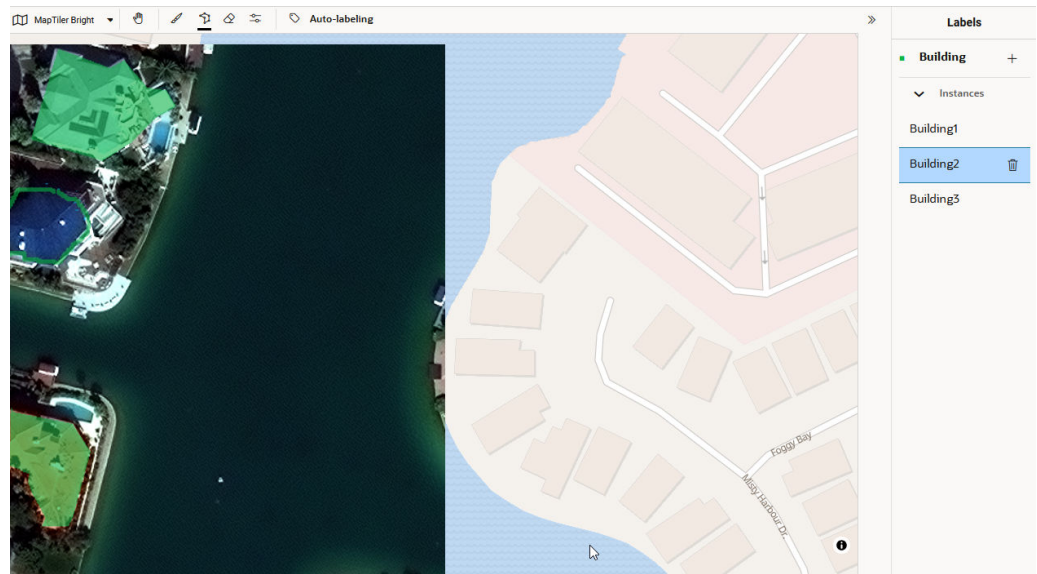 MapTiler Bright
Auto-labeling
Labels
Building
Instances
Building1
Building2
Building3
Foggy Bay
Misty Harbour Dr.